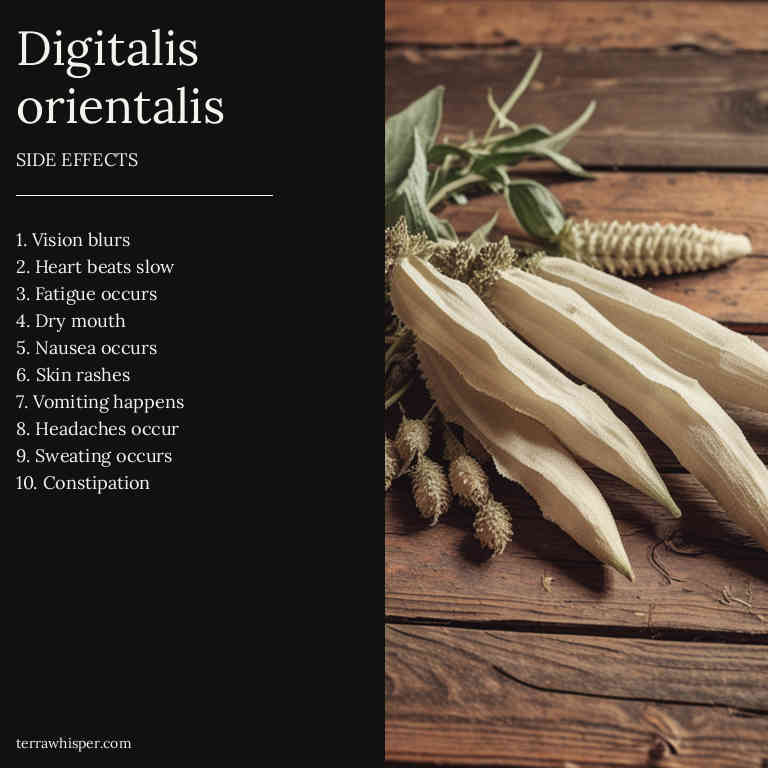 Digitalis
orientalis
SIDE EFFECTS
1. Vision blurs
2. Heart beats slow
3. Fatigue occurs
4. Dry mouth
5. Nausea occurs
6. Skin rashes
7. Vomiting happens
8. Headaches occur
9. Sweating occurs
10. Constipation
terrawhisper.com